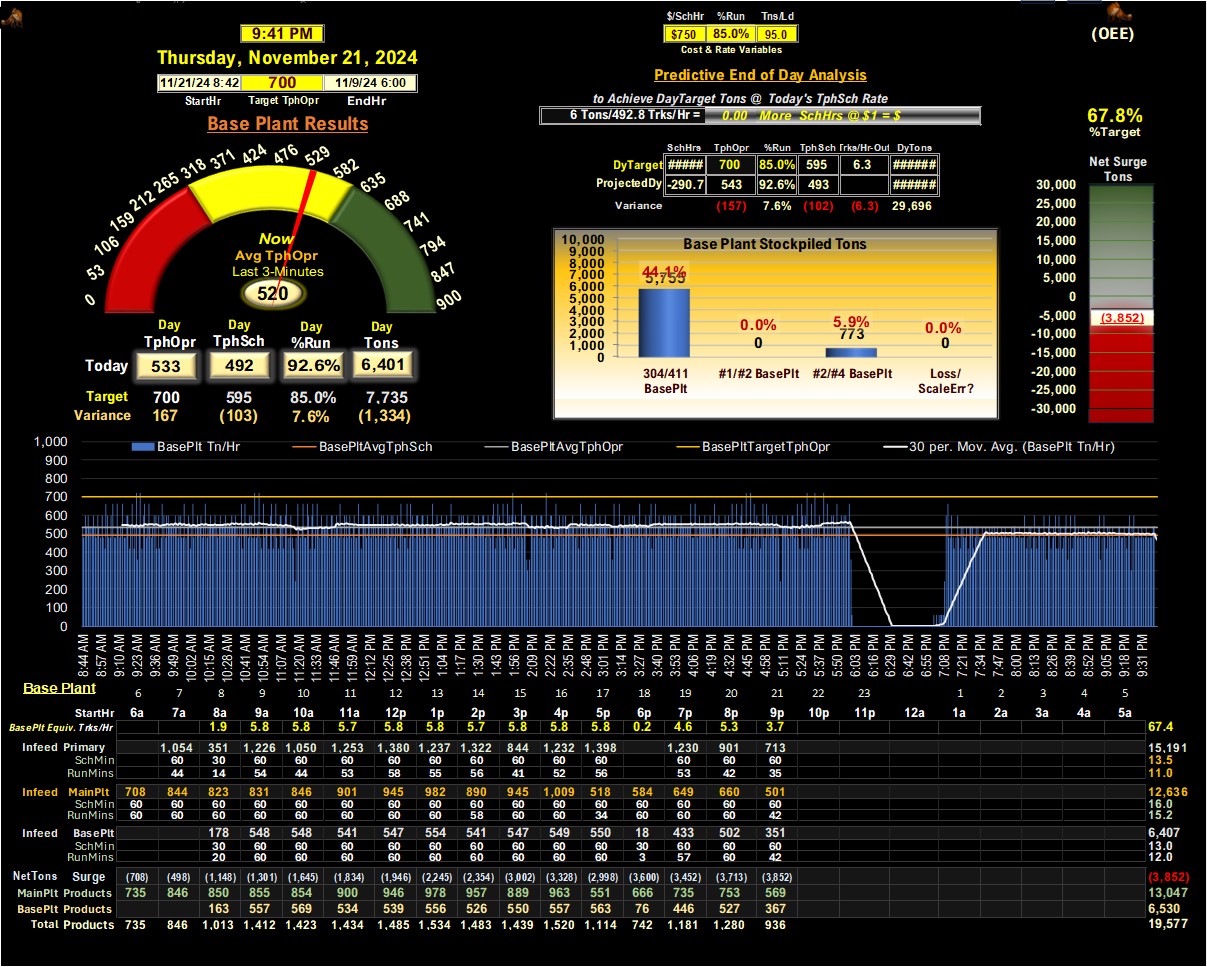 $/SchHr %Run Tns/Ld
9:41 PM
$750 85.0% 95.0
(OEE)
Cost & Rate Variables
Thursday, November 21, 2024
11/21/24 8:42 700 11/9/24 6:00
StartHr Target TphOpr EndHr
Base Plant Results
Predictive End of Day Analysis
to Achieve DayTarget Tons @ Today's TphSch Rate
6 Tons/492.8 Trks/Hr = 0.00 More SchHrs @ $1 = $
67.8%
%Target
SchHrs TphOpr %Run TphSch Trks/Hr-Out DyTons
DyTarget ##### 700 85.0% 595 6.3 ######
ProjectedDy -290.7 543 92.6% 493 ######
Variance (157) 7.6% (102) (6.3) 29,696
0 53 106 159 212 265 318 371 424 476 529 582 635 688 741 794 847 900
Now
Avg TphOpr
Last 3-Minutes
520
Day Day Day Day
TphOpr TphSch %Run Tons
Today 533 492 92.6% 6,401
Target 700 595 85.0% 7,735
Variance 167 (103) 7.6% (1,334)
Base Plant Stockpiled Tons
10,000
9,000
8,000
7,000
6,000
5,000
4,000
3,000
2,000
1,000
0
44.1% 0.0% 5.9% 0.0%
5,755 0 773 0
304/411 BasePlt
#1/#2 BasePlt
#2/#4 BasePlt
Loss/ ScaleErr?
Net Surge
Tons
30,000
25,000
20,000
15,000
10,000
5,000
0
-5,000
-10,000
-15,000
-20,000
-25,000
-30,000
(3,852)
BasePlt Tn/Hr BasePltAvgTphSch BasePltAvgTphOpr BasePltTargetTphOpr 30 per. Mov. Avg. (BasePlt Tn/Hr)
1,000
900
800
700
600
500
400
300
200
100
0
8:44 AM 8:57 AM 9:10 AM 9:23 AM 9:36 AM 9:49 AM 10:02 AM 10:15 AM 10:28 AM 10:41 AM 10:54 AM 11:07 AM 11:20 AM 11:33 AM 11:46 AM 11:59 AM 12:12 PM 12:25 PM 12:38 PM 12:51 PM 1:04 PM 1:17 PM 1:30 PM 1:43 PM 1:56 PM 2:09 PM 2:22 PM 2:35 PM 2:48 PM 3:01 PM 3:14 PM 3:27 PM 3:40 PM 3:53 PM 4:06 PM 4:19 PM 4:32 PM 4:45 PM 4:58 PM 5:11 PM 5:24 PM 5:37 PM 5:50 PM 6:03 PM 6:16 PM 6:29 PM 6:42 PM 6:55 PM 7:08 PM 7:21 PM 7:34 PM 7:47 PM 8:00 PM 8:13 PM 8:26 PM 8:39 PM 8:52 PM 9:05 PM 9:18 PM 9:31 PM
Base Plant 6 7 8 9 10 11 12 13 14 15 16 17 18 19 20 21 22 23 1 2 3 4 5
StartHr 6a 7a 8a 9a 10a 11a 12p 1p 2p 3p 4p 5p 6p 7p 8p 9p 10p 11p 12a 1a 2a 3a 4a 5a
BasePlt Equiv. Trks/Hr 1.9 5.8 5.8 5.7 5.8 5.8 5.7 5.8 5.8 5.8 0.2 4.6 5.3 3.7 67.4
Infeed Primary 1,054 351 1,226 1,050 1,253 1,380 1,237 1,322 844 1,232 1,398 1,230 901 713 15,191
SchMin 60 30 60 60 60 60 60 60 60 60 60 60 60 60 13.5
RunMins 44 14 54 44 53 58 55 56 41 52 56 53 42 35 11.0
Infeed MainPlt 708 844 823 831 846 901 945 982 890 945 1,009 518 584 649 660 501 12,636
SchMin 60 60 60 60 60 60 60 60 60 60 60 60 60 60 60 60 16.0
RunMins 60 60 60 60 60 60 60 60 58 60 60 34 60 60 60 42 15.2
Infeed BasePlt 178 548 548 541 547 554 541 547 549 550 18 433 502 351 6,407
SchMin 30 60 60 60 60 60 60 60 60 60 30 60 60 60 13.0
RunMins 20 60 60 60 60 60 60 60 60 60 3 57 60 42 12.0
NetTons Surge (708) (498) (1,148) (1,301) (1,645) (1,834) (1,946) (2,245) (2,354) (3,002) (3,328) (2,998) (3,600) (3,452) (3,713) (3,852) (3,852)
MainPlt Products 735 846 850 855 854 900 946 978 957 889 963 551 666 735 753 569 13,047
BasePlt Products 163 557 569 534 539 556 526 550 557 563 76 446 527 367 6,530
Total Products 735 846 1,013 1,412 1,423 1,434 1,485 1,534 1,483 1,439 1,520 1,114 742 1,181 1,280 936 19,577